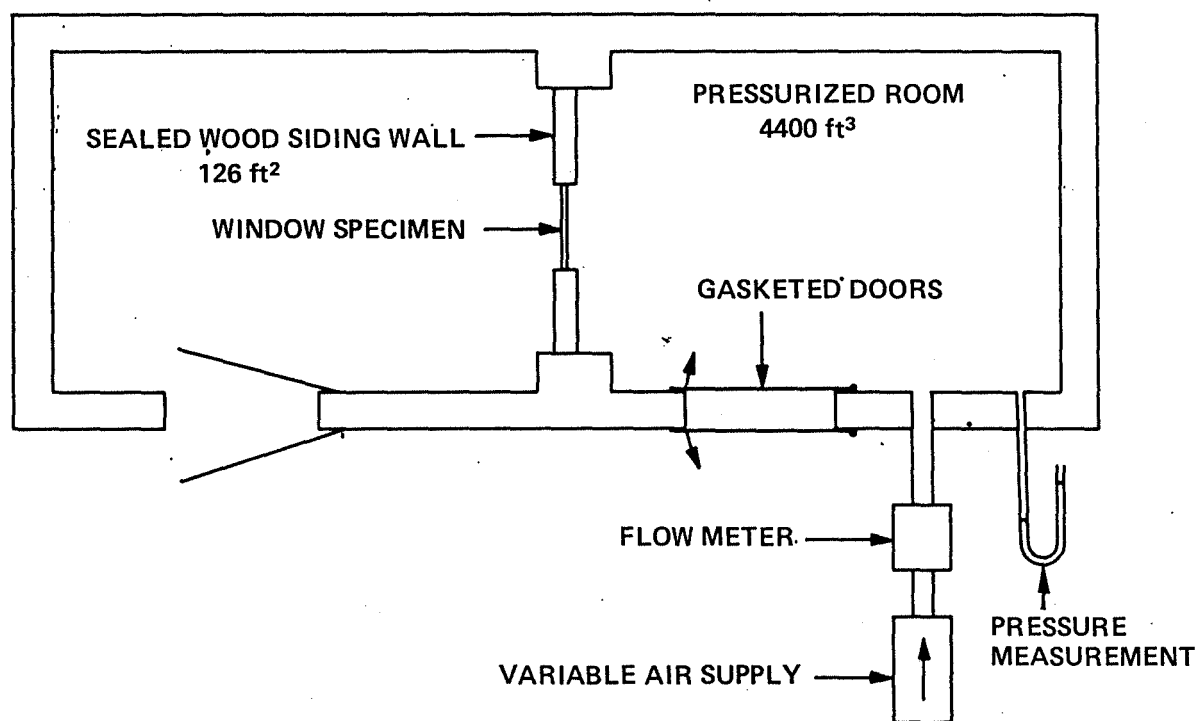 PRESSURIZED ROOM
4400 ft³
SEALED WOOD SIDING WALL
126 ft²
WINDOW SPECIMEN
GASKETED DOORS
FLOW METER
PRESSURE
MEASUREMENT
VARIABLE AIR SUPPLY